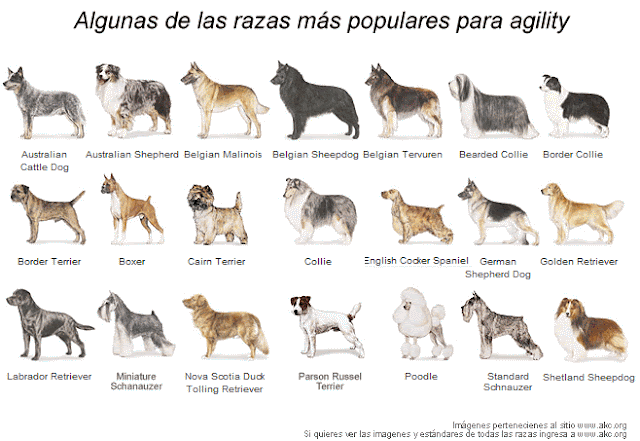 Algunas de las razas más populares para agility
Australian
Cattle Dog
Australian Shepherd
Belgian Malinois
Belgian Sheepdog
Belgian Tervuren
Bearded Collie
Border Collie
Border Terrier
Boxer
Cairn Terrier
Collie
English Cocker Spaniel
German
Shepherd Dog
Golden Retriever
Labrador Retriever
Miniature
Schanauzer
Nova Scotia Duck
Tolling Retriever
Parson Russel
Terrier
Poodle
Standard
Schnauzer
Shetland Sheepdog
Imágenes pertenecienes al sitio www.akc.org
Si quieres ver las imagenes y estándares de todas las razas ingresa a www.akc.org